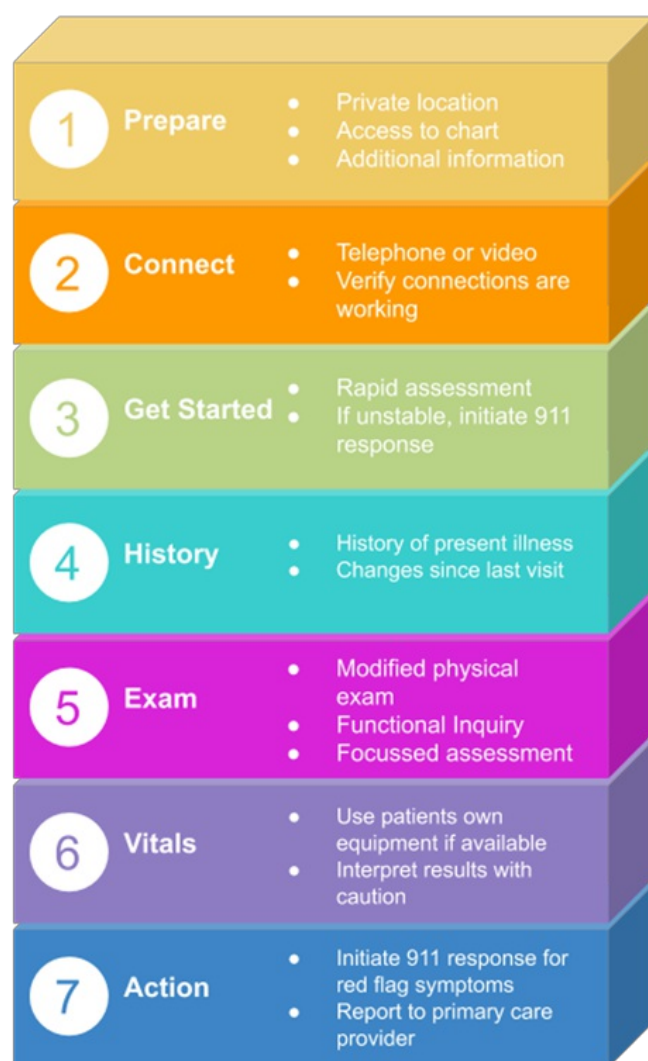 1
Prepare
● Private location
● Access to chart
● Additional information
2
Connect
● Telephone or video
● Verify connections are
working
3
Get Started
● Rapid assessment
● If unstable, initiate 911
response
4
History
● History of present illness
● Changes since last visit
5
Exam
● Modified physical
exam
● Functional Inquiry
● Focussed assessment
6
Vitals
● Use patients own
equipment if available
● Interpret results with
caution
7
Action
● Initiate 911 response for
red flag symptoms
● Report to primary care
provider